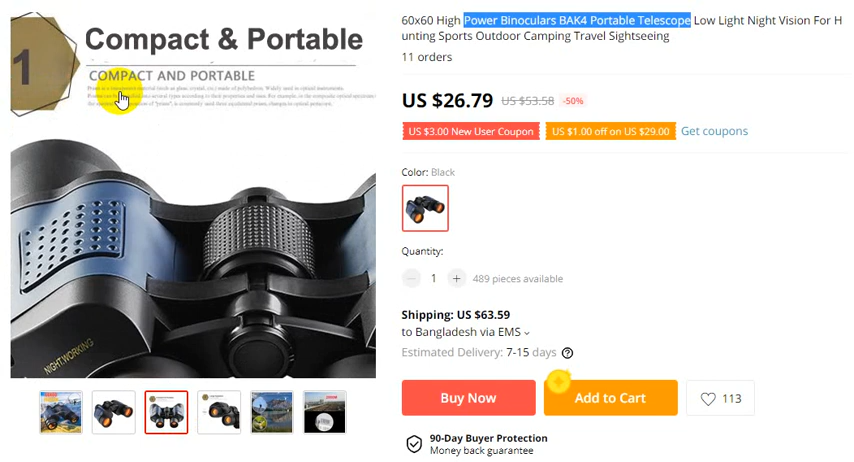 1
Compact & Portable
COMPACT AND PORTABLE
NIGHT.WORKING
60x60 High Power Binoculars BAK4 Portable Telescope Low Light Night Vision For H
unting Sports Outdoor Camping Travel Sightseeing
11 orders
US $26.79 US $53.58 -50%
US $3.00 New User Coupon US $1.00 off on US $29.00 Get coupons
Color: Black
Quantity:
1 + 489 pieces available
Shipping: US $63.59
to Bangladesh via EMS
Estimated Delivery: 7-15 days ?
Buy Now Add to Cart 113
90-Day Buyer Protection
Money back guarantee